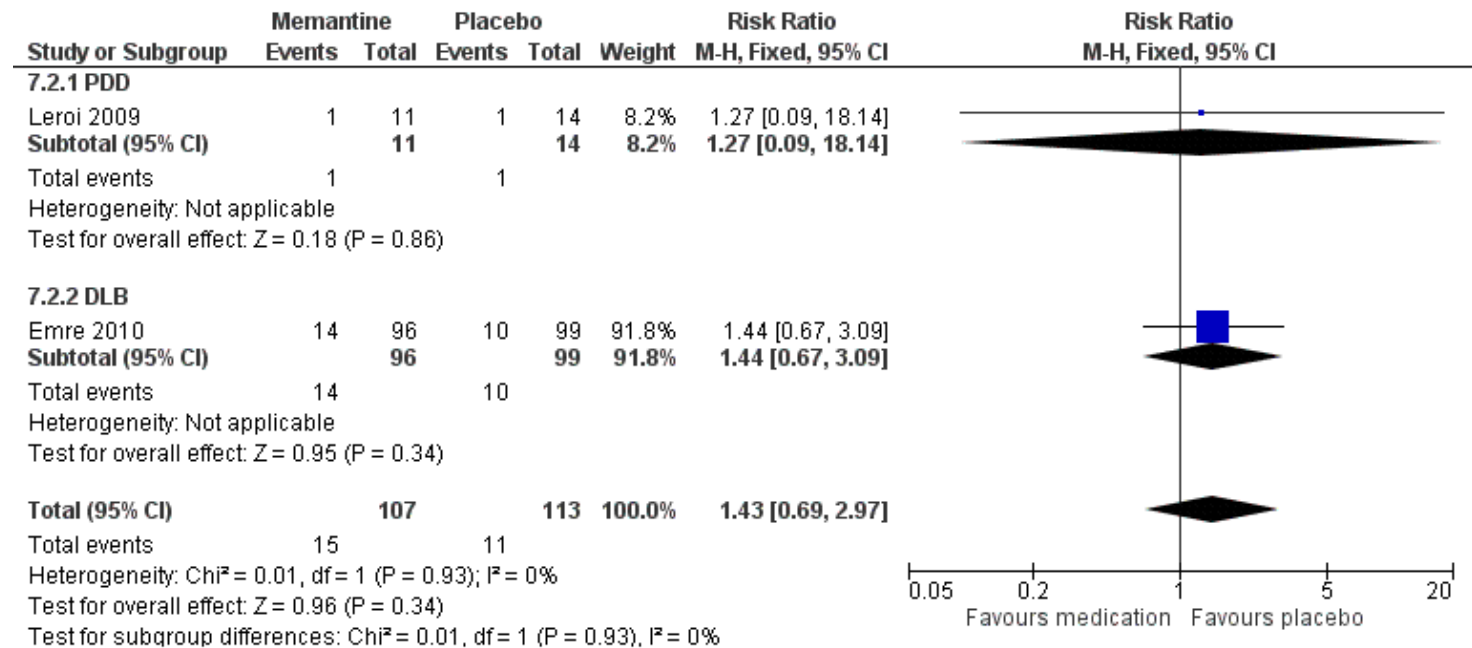 Memantine Placebo Risk Ratio Risk Ratio
Study or Subgroup Events Total Events Total Weight M-H, Fixed, 95% CI M-H, Fixed, 95% CI
7.2.1 PDD
Leroi 2009 1 11 1 14 8.2% 1.27 [0.09, 18.14]
Subtotal (95% CI) 11 14 8.2% 1.27 [0.09, 18.14]
Total events 1 1
Heterogeneity: Not applicable
Test for overall effect: Z = 0.18 (P = 0.86)
7.2.2 DLB
Emre 2010 14 96 10 99 91.8% 1.44 [0.67, 3.09]
Subtotal (95% CI) 96 99 91.8% 1.44 [0.67, 3.09]
Total events 14 10
Heterogeneity: Not applicable
Test for overall effect: Z = 0.95 (P = 0.34)
Total (95% CI) 107 113 100.0% 1.43 [0.69, 2.97]
Total events 15 11
Heterogeneity: Chi² = 0.01, df = 1 (P = 0.93); I² = 0%
Test for overall effect: Z = 0.96 (P = 0.34)
Test for subgroup differences: Chi² = 0.01, df = 1 (P = 0.93), I² = 0%
0.05 0.2 1 5 20
Favours medication Favours placebo